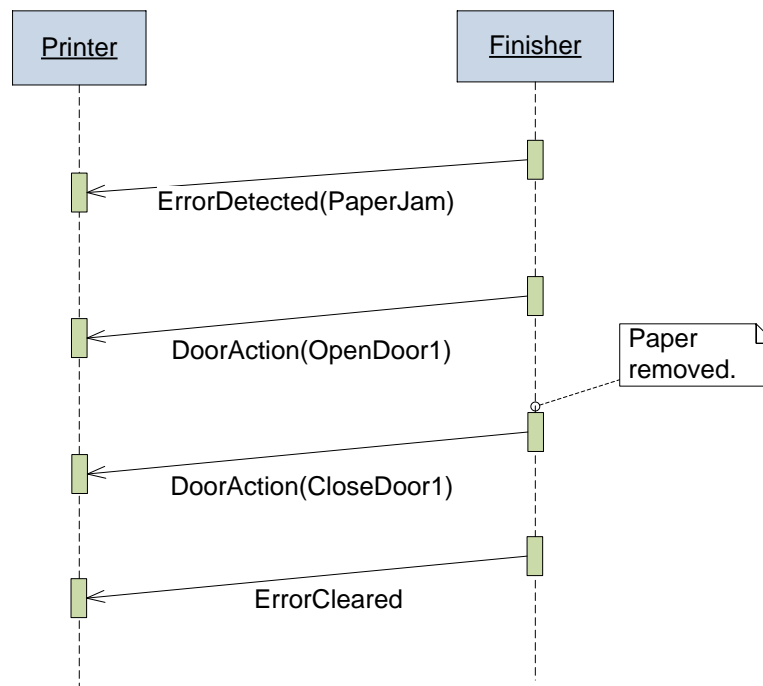 Printer
Finisher
ErrorDetected(PaperJam)
DoorAction(OpenDoor1)
Paper
removed.
DoorAction(CloseDoor1)
ErrorCleared